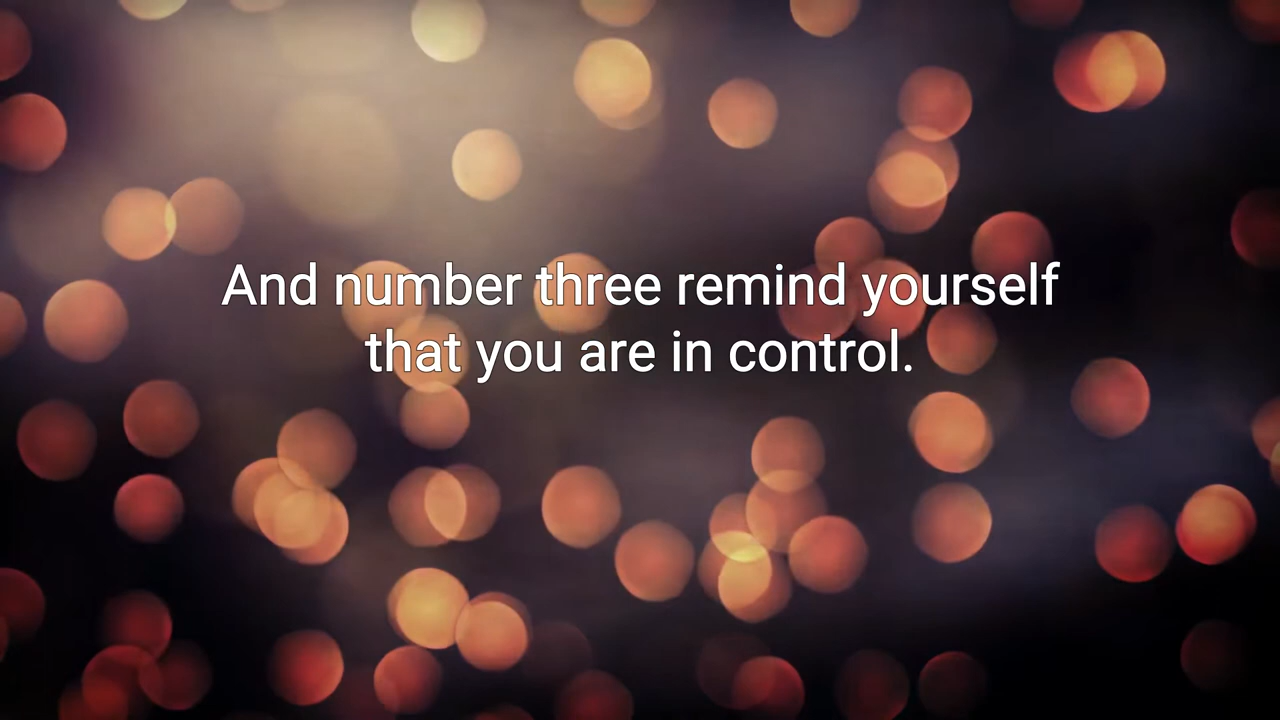 And number three remind yourself
that you are in control.